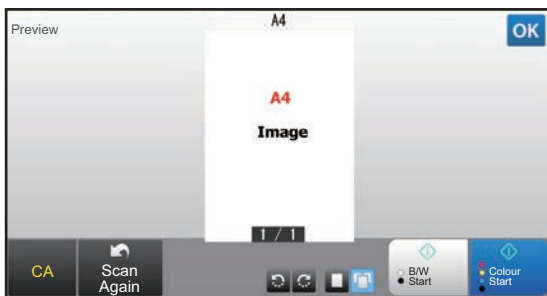 Preview
A4
OK
A4
Image
1 / 1
CA
Scan
Again
B/W
Start
Colour
Start